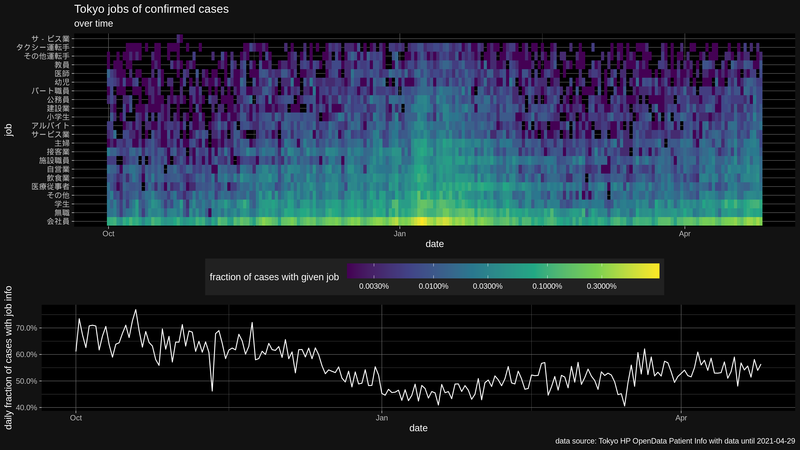 Tokyo jobs of confirmed cases
over time
サ - ビス業
タクシー運転手
その他運転手
教員
医師
幼児
パート職員
公務員
建設業
小学生
アルバイト
サービス業
主婦
接客業
施設職員
自営業
飲食業
医療従事者
その他
学生
無職
会社員
job
Oct Jan Apr
date
fraction of cases with given job
0.0030% 0.0100% 0.0300% 0.1000% 0.3000%
daily fraction of cases with job info
70.0%
60.0%
50.0%
40.0%
Oct Jan Apr
date
data source: Tokyo HP OpenData Patient Info with data until 2021-04-29